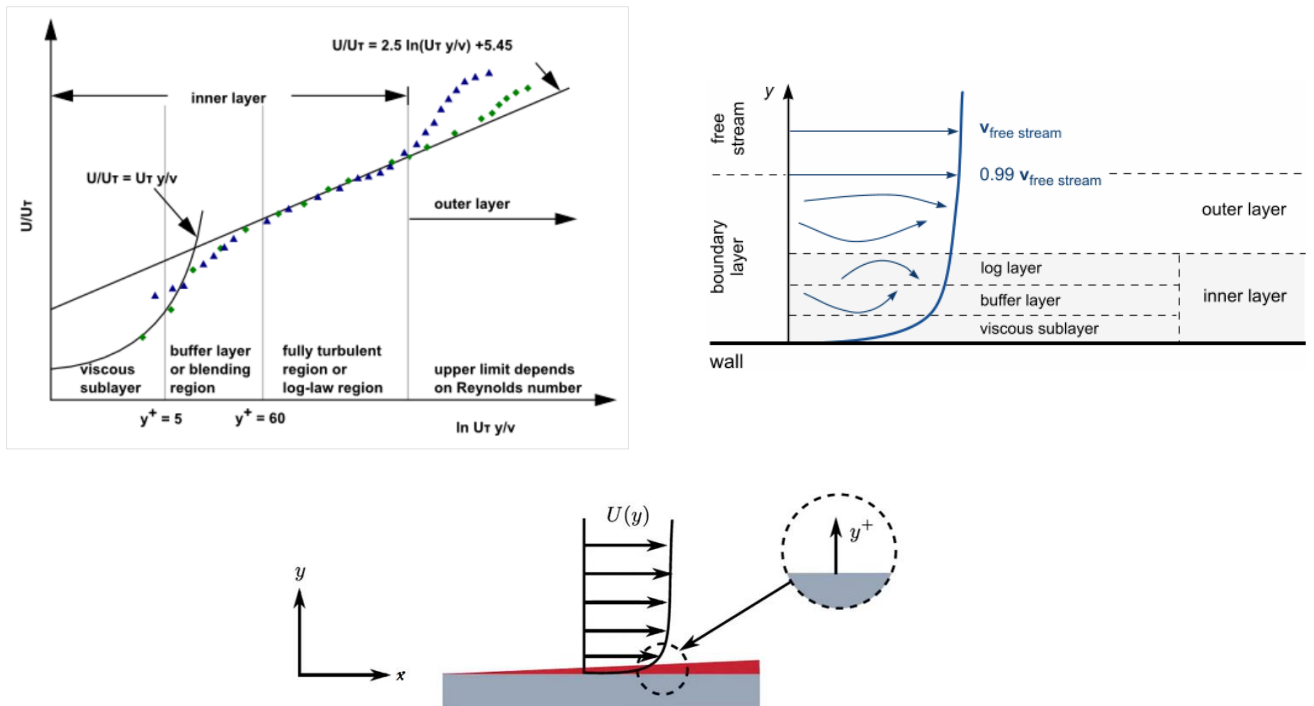 U/Uτ = 2.5 ln(Uτ y/ν) +5.45
inner layer
U/Uτ = Uτ y/ν
U/Uτ
outer layer
viscous
sublayer
buffer layer
or blending
region
fully turbulent
region or
log-law region
upper limit depends
on Reynolds number
y+ = 5
y+ = 60
ln Uτ y/ν
y
free
stream
v free stream
0.99 v free stream
boundary
layer
outer layer
log layer
buffer layer
viscous sublayer
inner layer
wall
U(y)
y+
y
x